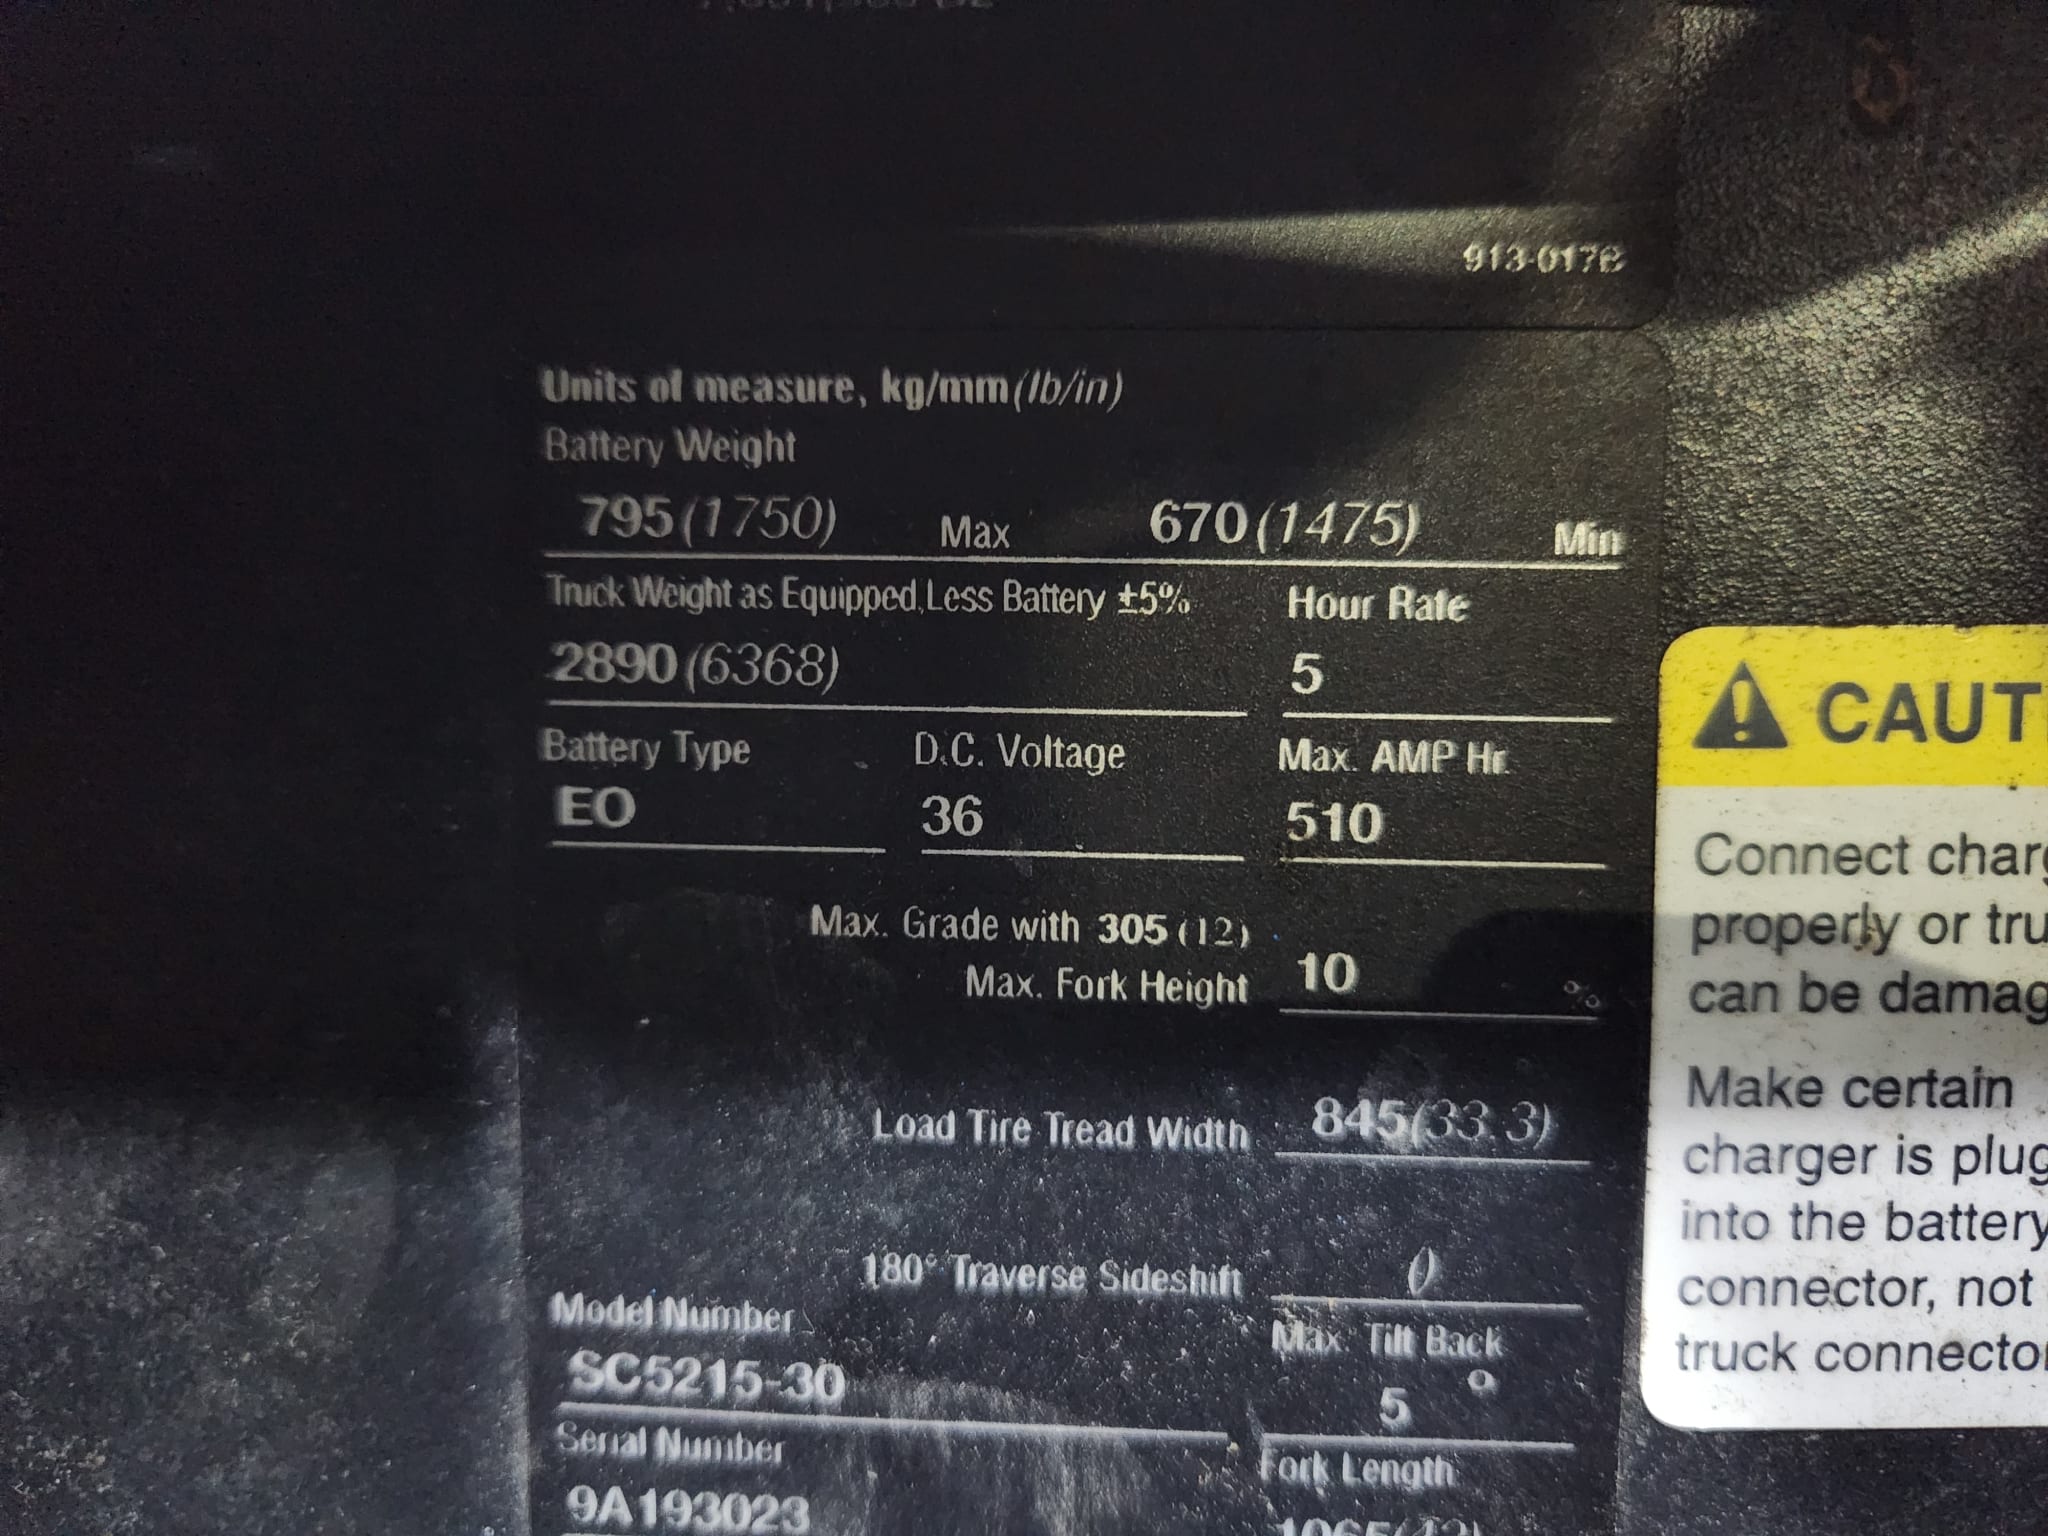 913-017B
Units of measure, kg/mm (lb/in)
Battery Weight
795 (1750) Max 670 (1475) Min
Truck Weight as Equipped, Less Battery ±5% Hour Rate
2890 (6368) 5
Battery Type D.C. Voltage Max. AMP Hr.
EO 36 510
Max. Grade with 305 (12)
Max. Fork Height 10 %
Load Tire Tread Width 845 (33.3)
180° Traverse Sideshift 0
Model Number Max Tilt Back
SC5215-30 5 °
Serial Number Fork Length
9A193023 1065 (42)
CAUT
Connect charg
properly or tru
can be damag
Make certain
charger is plug
into the battery
connector, not
truck connector